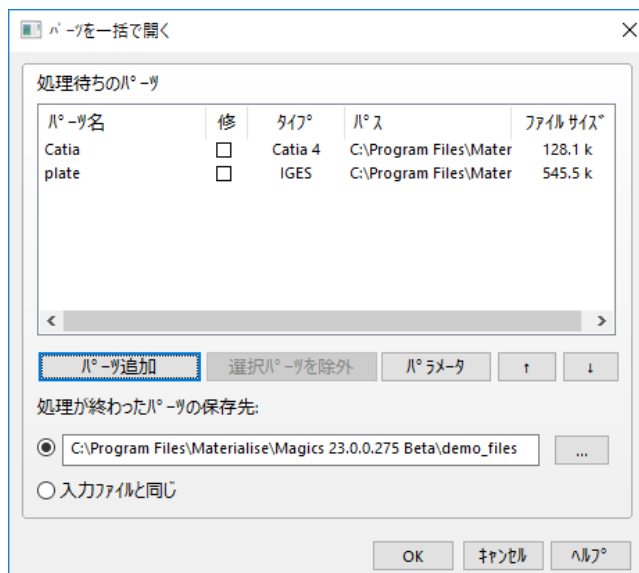 ﾊﾟｰﾂを一括で開く
処理待ちのﾊﾟｰﾂ
ﾊﾟｰﾂ名 修 ﾀｲﾌﾟ ﾊﾟｽ ﾌｧｲﾙ ｻｲｽﾞ
Catia Catia 4 C:\Program Files\Mater 128.1 k
plate IGES C:\Program Files\Mater 545.5 k
ﾊﾟｰﾂ追加 選択ﾊﾟｰﾂを除外 ﾊﾟﾗﾒｰﾀ ↑ ↓
処理が終わったﾊﾟｰﾂの保存先:
C:\Program Files\Materialise\Magics 23.0.0.275 Beta\demo_files ...
入力ﾌｧｲﾙと同じ
OK ｷｬﾝｾﾙ ﾍﾙﾌﾟ